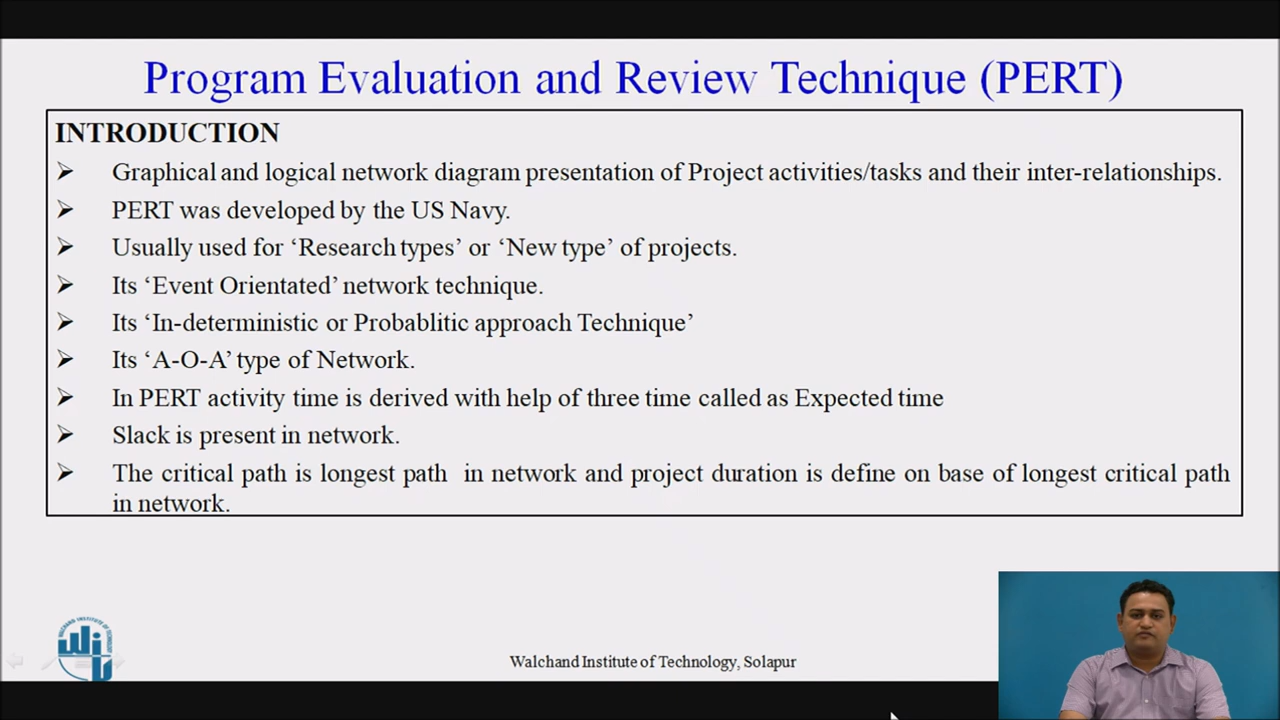 Program Evaluation and Review Technique (PERT)
INTRODUCTION
➢ Graphical and logical network diagram presentation of Project activities/tasks and their inter-relationships.
➢ PERT was developed by the US Navy.
➢ Usually used for ‘Research types’ or ‘New type’ of projects.
➢ Its ‘Event Orientated’ network technique.
➢ Its ‘In-deterministic or Probablitic approach Technique’
➢ Its ‘A-O-A’ type of Network.
➢ In PERT activity time is derived with help of three time called as Expected time
➢ Slack is present in network.
➢ The critical path is longest path in network and project duration is define on base of longest critical path
in network.
WALCHAND INSTITUTE OF TECHNOLOGY
WIT
Walchand Institute of Technology, Solapur